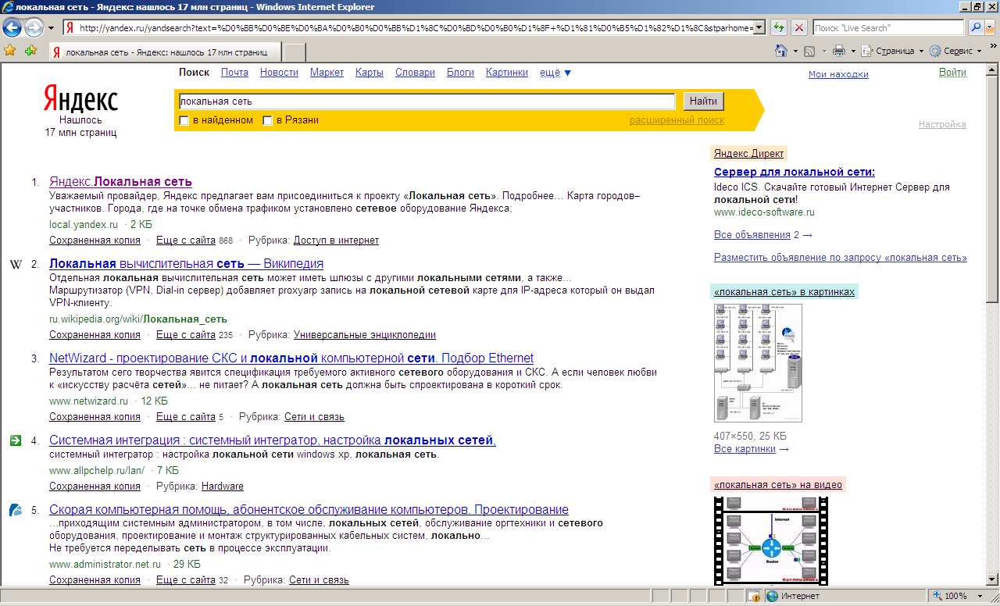 локальная сеть - Яндекс: нашлось 17 млн страниц - Windows Internet Explorer
http://yandex.ru/yandsearch?text=%D0%BB%D0%BE%D0%BA%D0%B0%D0%BB%D1%8C%D0%BD%D0%B0%D1%8F+%D1%81%D0%B5%D1%82%D1%8C&stparhome=
Поиск "Live Search"
локальная сеть - Яндекс: нашлось 17 млн страниц
Страница
Сервис
Поиск Почта Новости Маркет Карты Словари Блоги Картинки ещё ▼
Мои находки
Войти
Яндекс
Нашлось
17 млн страниц
локальная сеть
Найти
в найденном в Рязани
расширенный поиск
Настройка
1. Яндекс.Локальная сеть
Уважаемый провайдер, Яндекс предлагает вам присоединиться к проекту «Локальная сеть». Подробнее... Карта городов–
участников. Города, где на точке обмена трафиком установлено сетевое оборудование Яндекса;
local.yandex.ru · 2 КБ
Сохраненная копия · Еще с сайта 868 · Рубрика: Доступ в интернет
2. Локальная вычислительная сеть — Википедия
Отдельная локальная вычислительная сеть может иметь шлюзы с другими локальными сетями, а также...
Маршрутизатор (VPN, Dial-in сервер) добавляет proxyarp запись на локальной сетевой карте для IP-адреса который он выдал
VPN-клиенту.
ru.wikipedia.org/wiki/Локальная_сеть
Сохраненная копия · Еще с сайта 235 · Рубрика: Универсальные энциклопедии
3. NetWizard - проектирование СКС и локальной компьютерной сети. Подбор Ethernet
Результатом сего творчества явится спецификация требуемого активного сетевого оборудования и СКС. А если человек любви
к «искусству расчёта сетей»... не питает? А локальная сеть должна быть спроектирована в короткий срок.
www.netwizard.ru · 12 КБ
Сохраненная копия · Еще с сайта 5 · Рубрика: Сети и связь
4. Системная интеграция : системный интегратор, настройка локальных сетей,
системный интегратор : настройка локальной сети windows xp, локальная сеть.
www.allpchelp.ru/lan/ · 7 КБ
Сохраненная копия · Рубрика: Hardware
5. Скорая компьютерная помощь, абонентское обслуживание компьютеров. Проектирование
...приходящим системным администратором, в том числе, локальных сетей, обслуживание оргтехники и сетевого
оборудования, проектирование и монтаж структурированных кабельных систем, локально...
Не требуется переделывать сеть в процессе эксплуатации.
www.administrator.net.ru · 29 КБ
Сохраненная копия · Еще с сайта 32 · Рубрика: Сети и связь
Яндекс.Директ
Сервер для локальной сети:
Ideco ICS. Скачайте готовый Интернет Сервер для
локальной сети!
www.ideco-software.ru
Все объявления 2 →
Разместить объявление по запросу «локальная сеть»
«локальная сеть» в картинках
407×550, 25 КБ
Все картинки →
«локальная сеть» на видео
Internet
Router
Интернет
100%